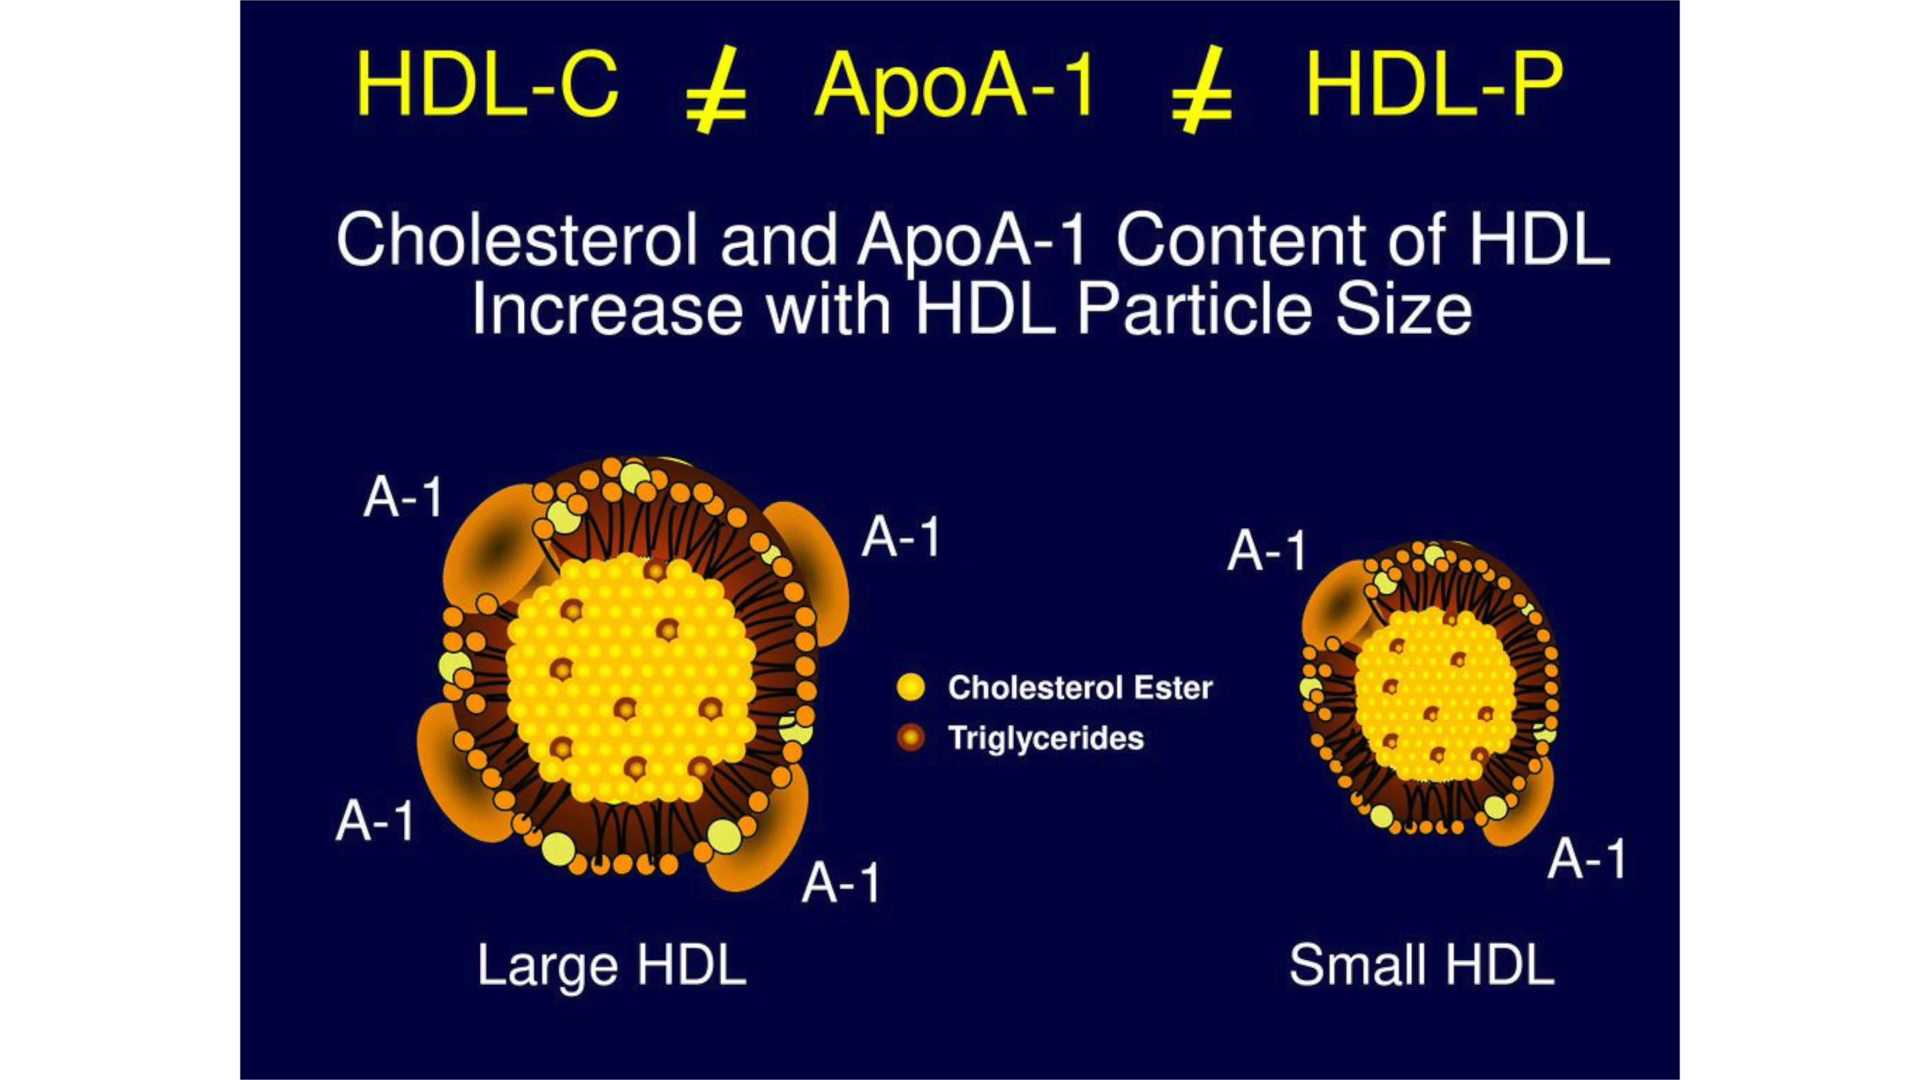 HDL-C ≠ ApoA-1 ≠ HDL-P
Cholesterol and ApoA-1 Content of HDL
Increase with HDL Particle Size
A-1
A-1
A-1
A-1
Cholesterol Ester
Triglycerides
A-1
A-1
Large HDL
Small HDL